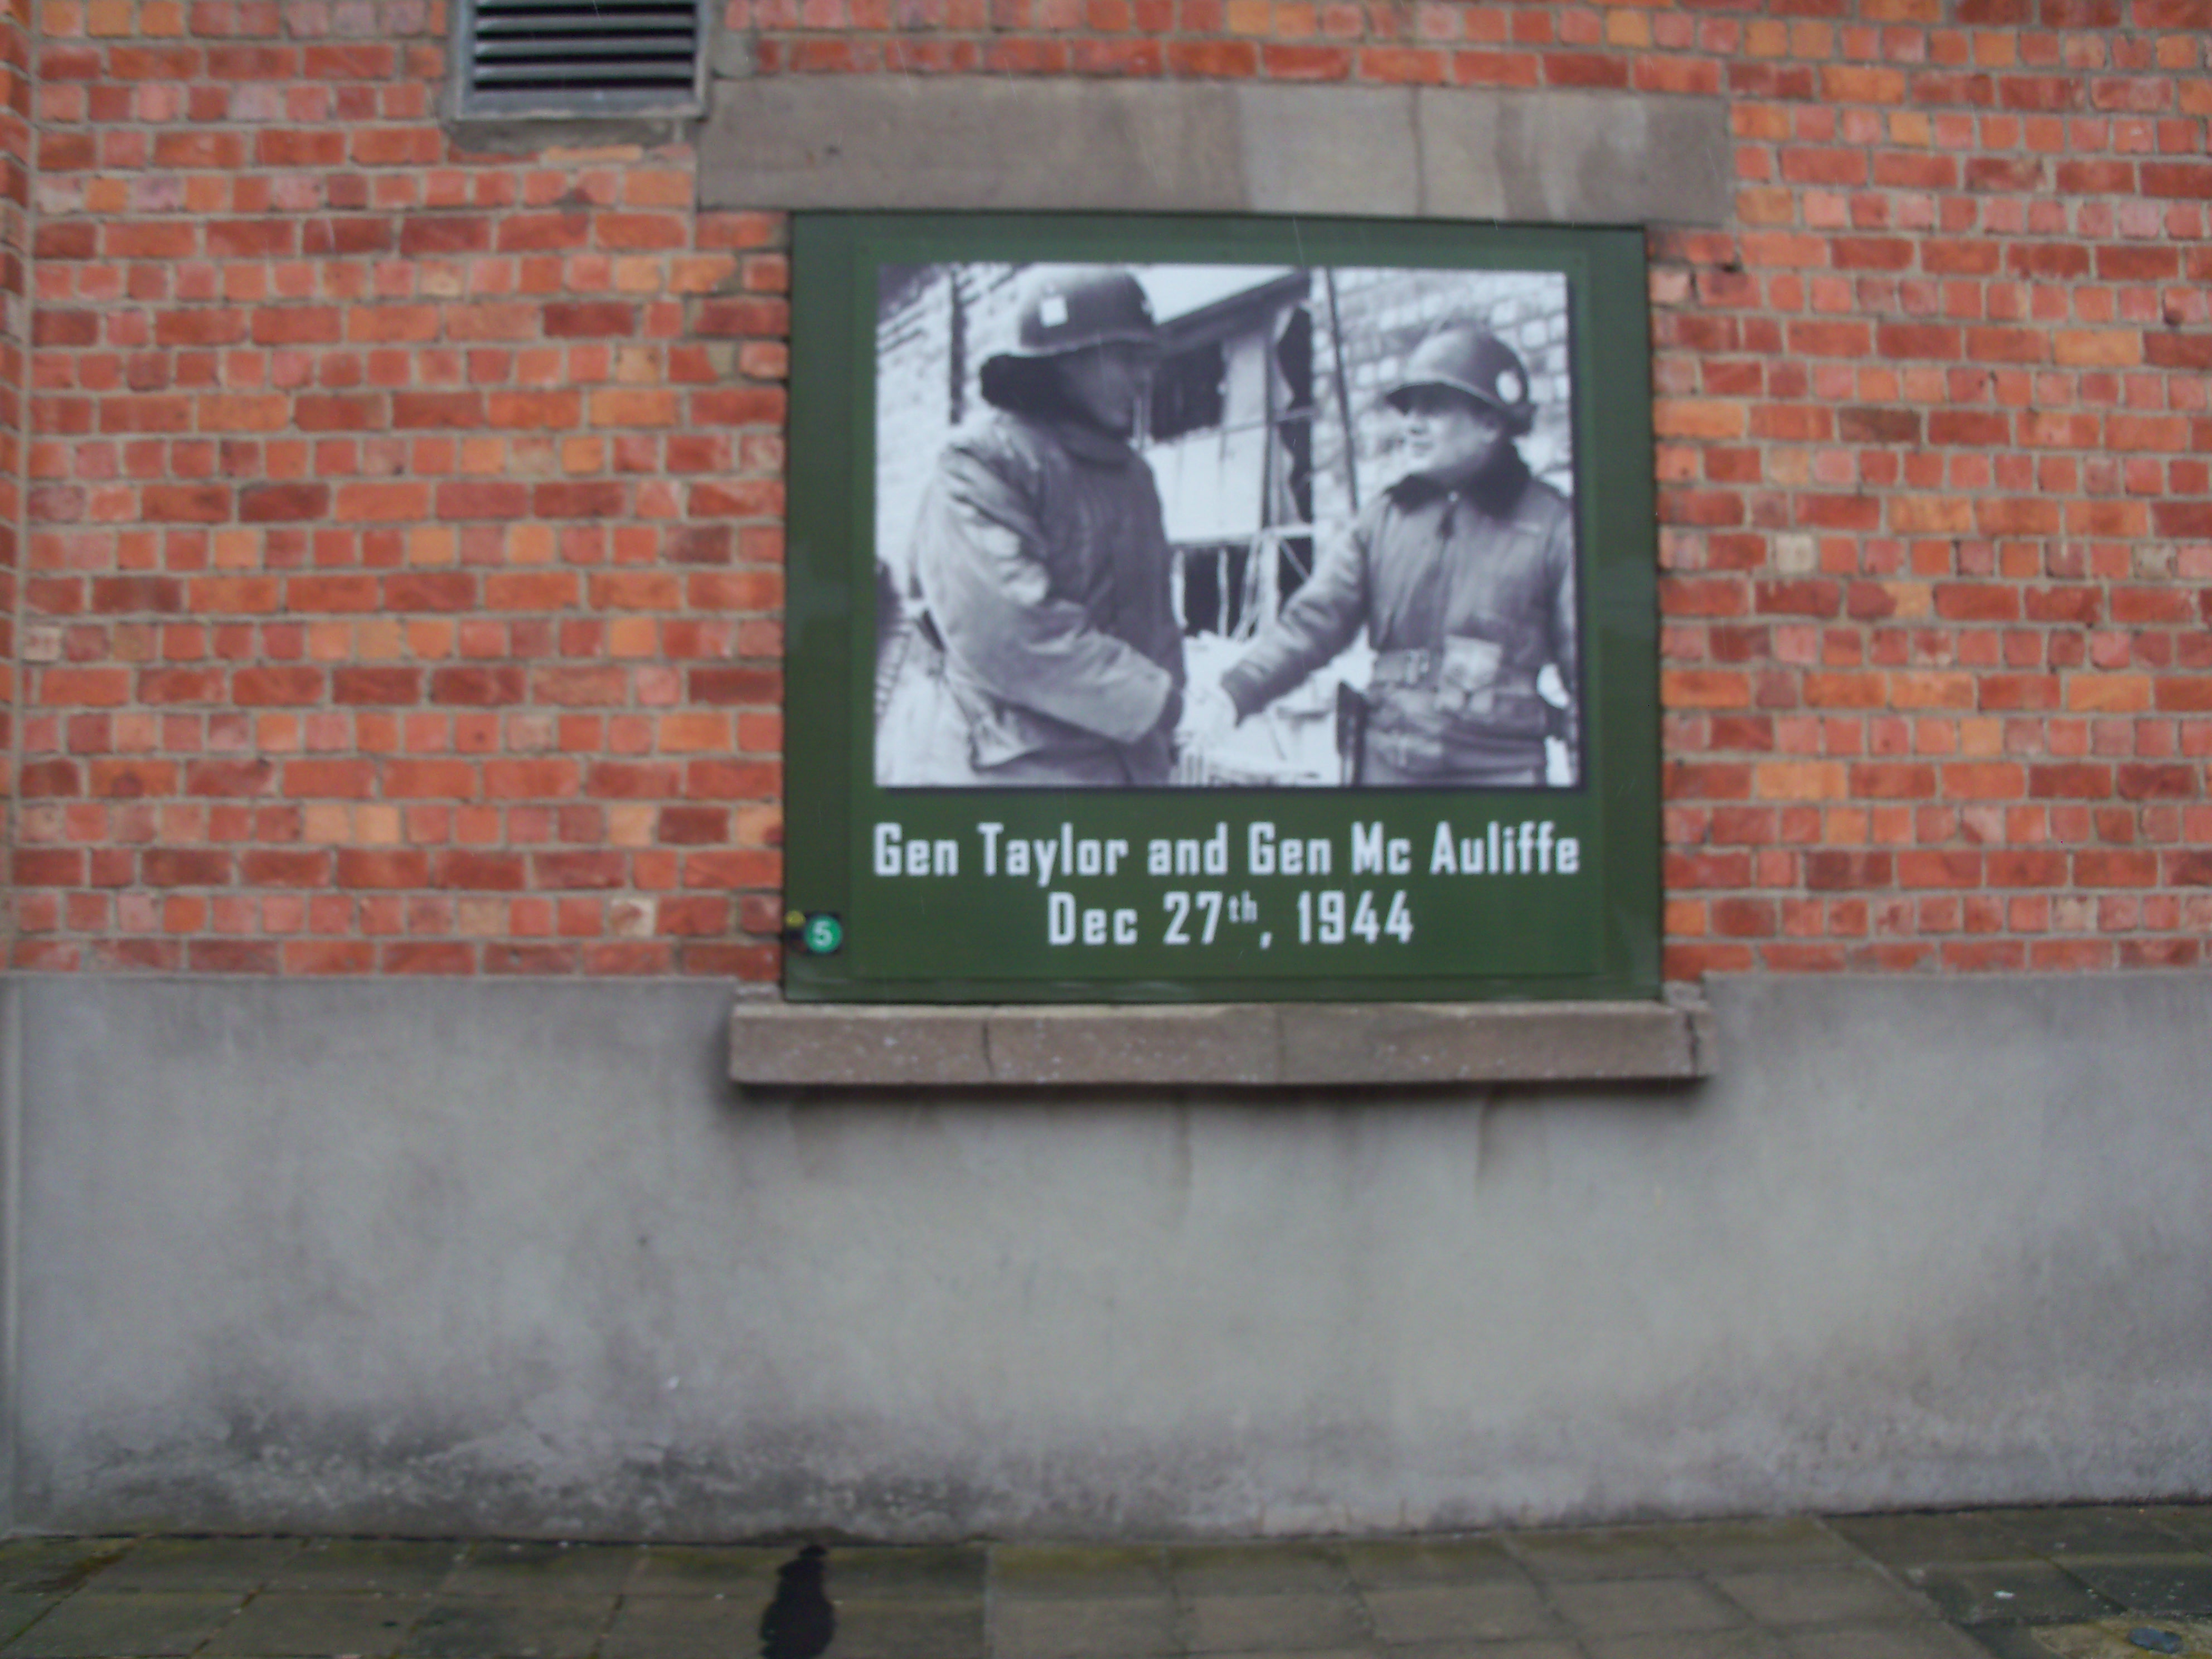 Gen Taylor and Gen Mc Auliffe
Dec 27th, 1944
5